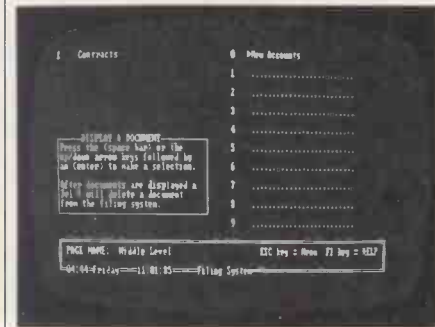 Contracts 0 New Accounts
1
2
3
4
5
6
7
8
9
DISPLAY A DOCUMENT
Press the (space bar) or the
up/down arrow keys followed by
an (enter) to make a selection.
After documents are displayed a
will delete a document
from the filing system.
PAGE NAME: Middle Level ESC key = Menu F1 key = HELP
Friday Filing System